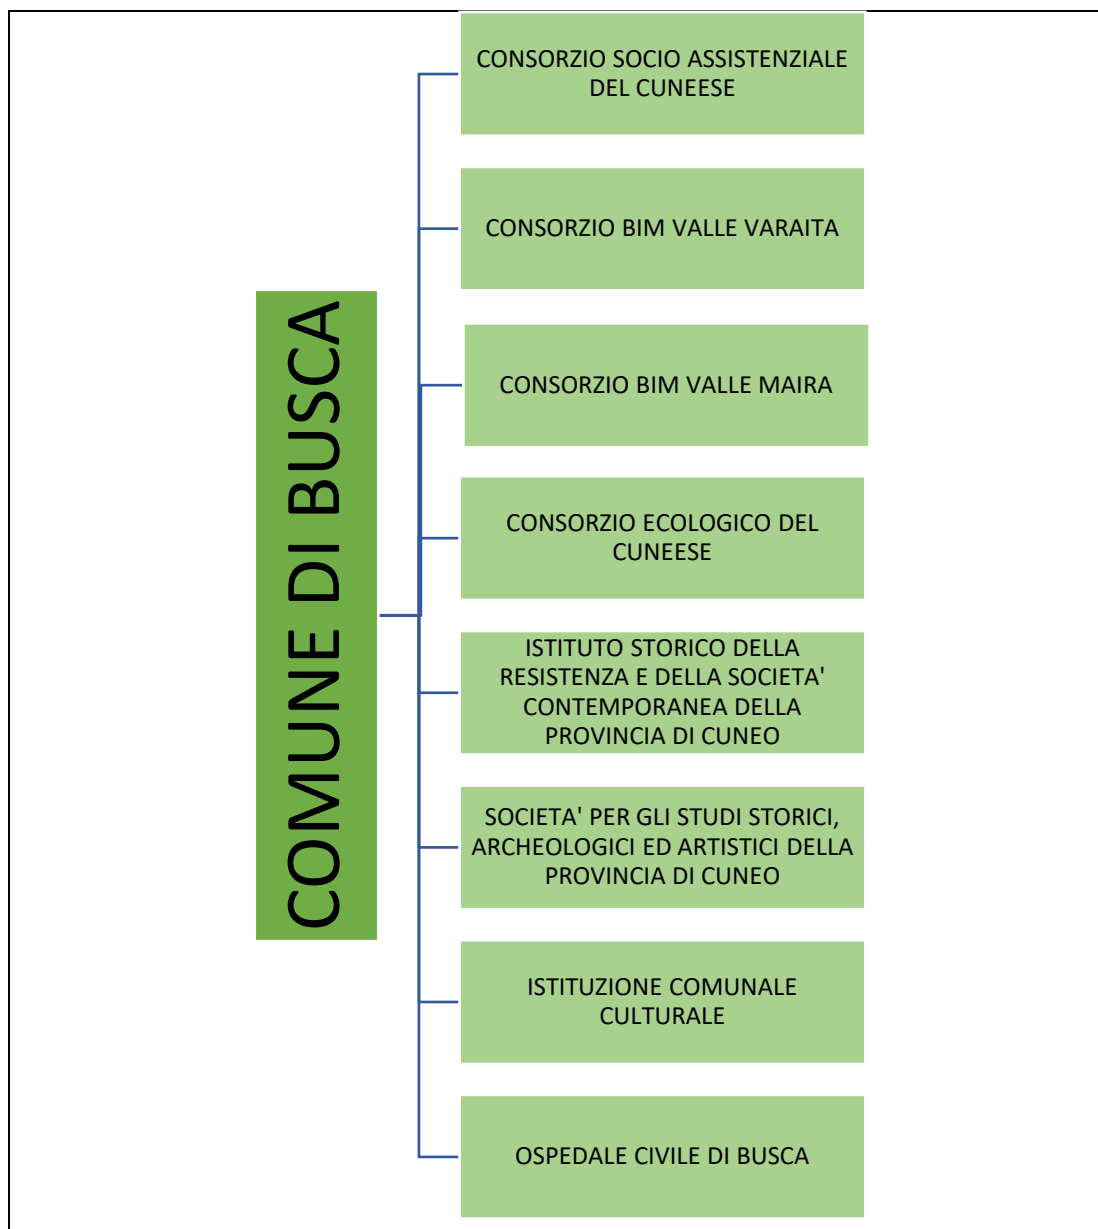 COMUNE DI BUSCA
CONSORZIO SOCIO ASSISTENZIALE
DEL CUNEESE
CONSORZIO BIM VALLE VARAITA
CONSORZIO BIM VALLE MAIRA
CONSORZIO ECOLOGICO DEL
CUNEESE
ISTITUTO STORICO DELLA
RESISTENZA E DELLA SOCIETA'
CONTEMPORANEA DELLA
PROVINCIA DI CUNEO
SOCIETA' PER GLI STUDI STORICI,
ARCHEOLOGICI ED ARTISTICI DELLA
PROVINCIA DI CUNEO
ISTITUZIONE COMUNALE
CULTURALE
OSPEDALE CIVILE DI BUSCA